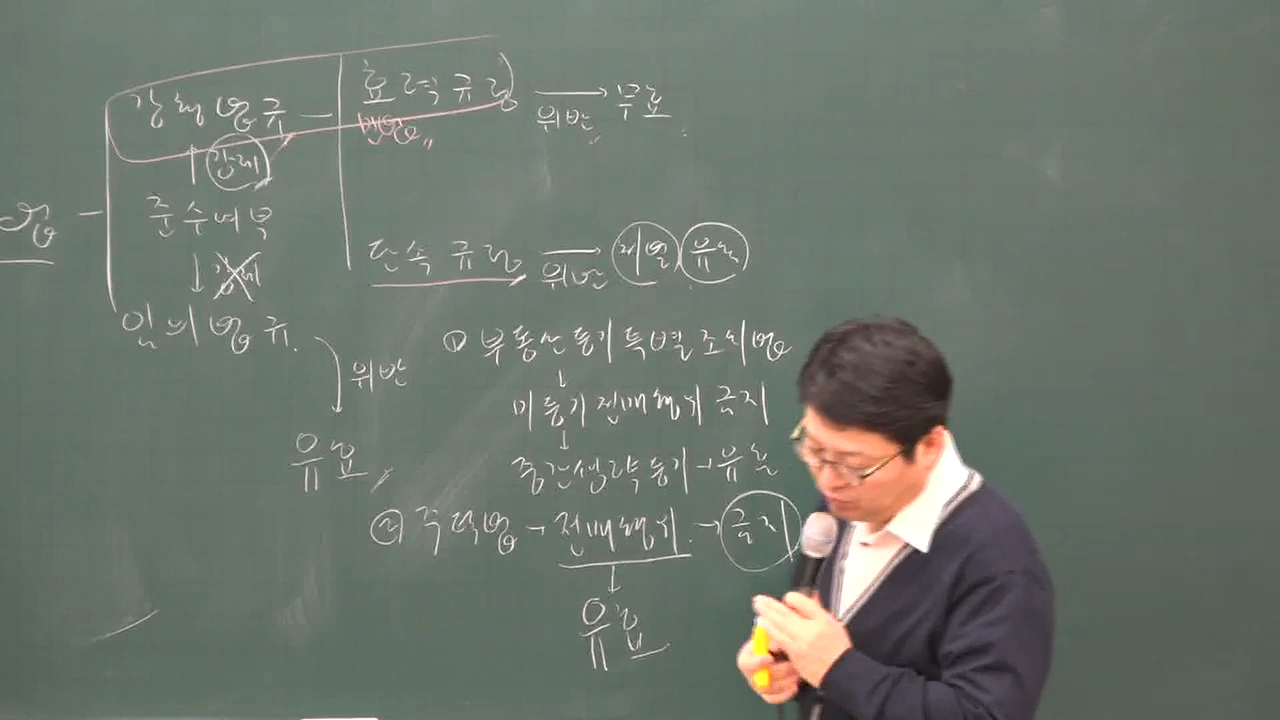 강행법규 - 효력규정 → 위반 무효
강제
준수여부
법 -
강제
임의법규.
위반
유효
단속규정 → 위반 처벌 유효
① 부동산등기특별조치법
↓
미등기전매행위 금지
↓
중간생략등기 → 유효
② 주택법 → 전매행위. → 금지
↓
유효